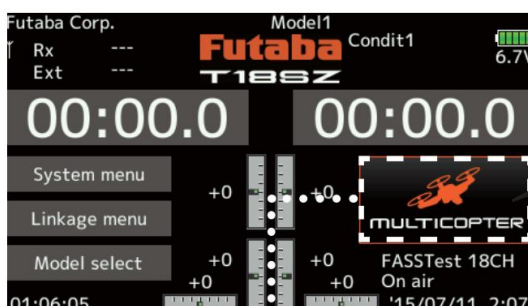 Futaba Corp.
Model1
Rx ---
Ext ---
Futaba
T18SZ
Condit1
6.7V
00:00.0
00:00.0
System menu
Linkage menu
Model select
+0
+0
MULTICOPTER
+0
+0
+0
+0
FASSTest 18CH
On air
01:06:05
'15/07/11 2:07